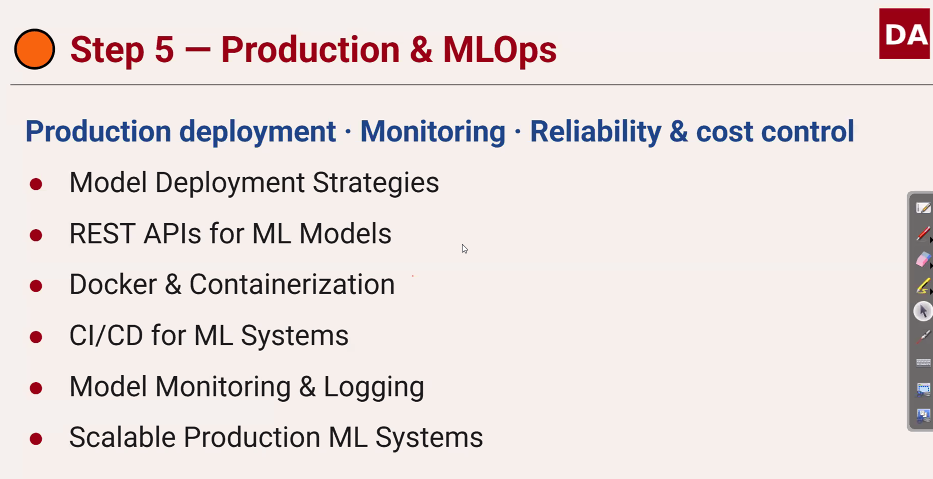 DA
Step 5 — Production & MLOps
Production deployment · Monitoring · Reliability & cost control
● Model Deployment Strategies
● REST APIs for ML Models
● Docker & Containerization
● CI/CD for ML Systems
● Model Monitoring & Logging
● Scalable Production ML Systems